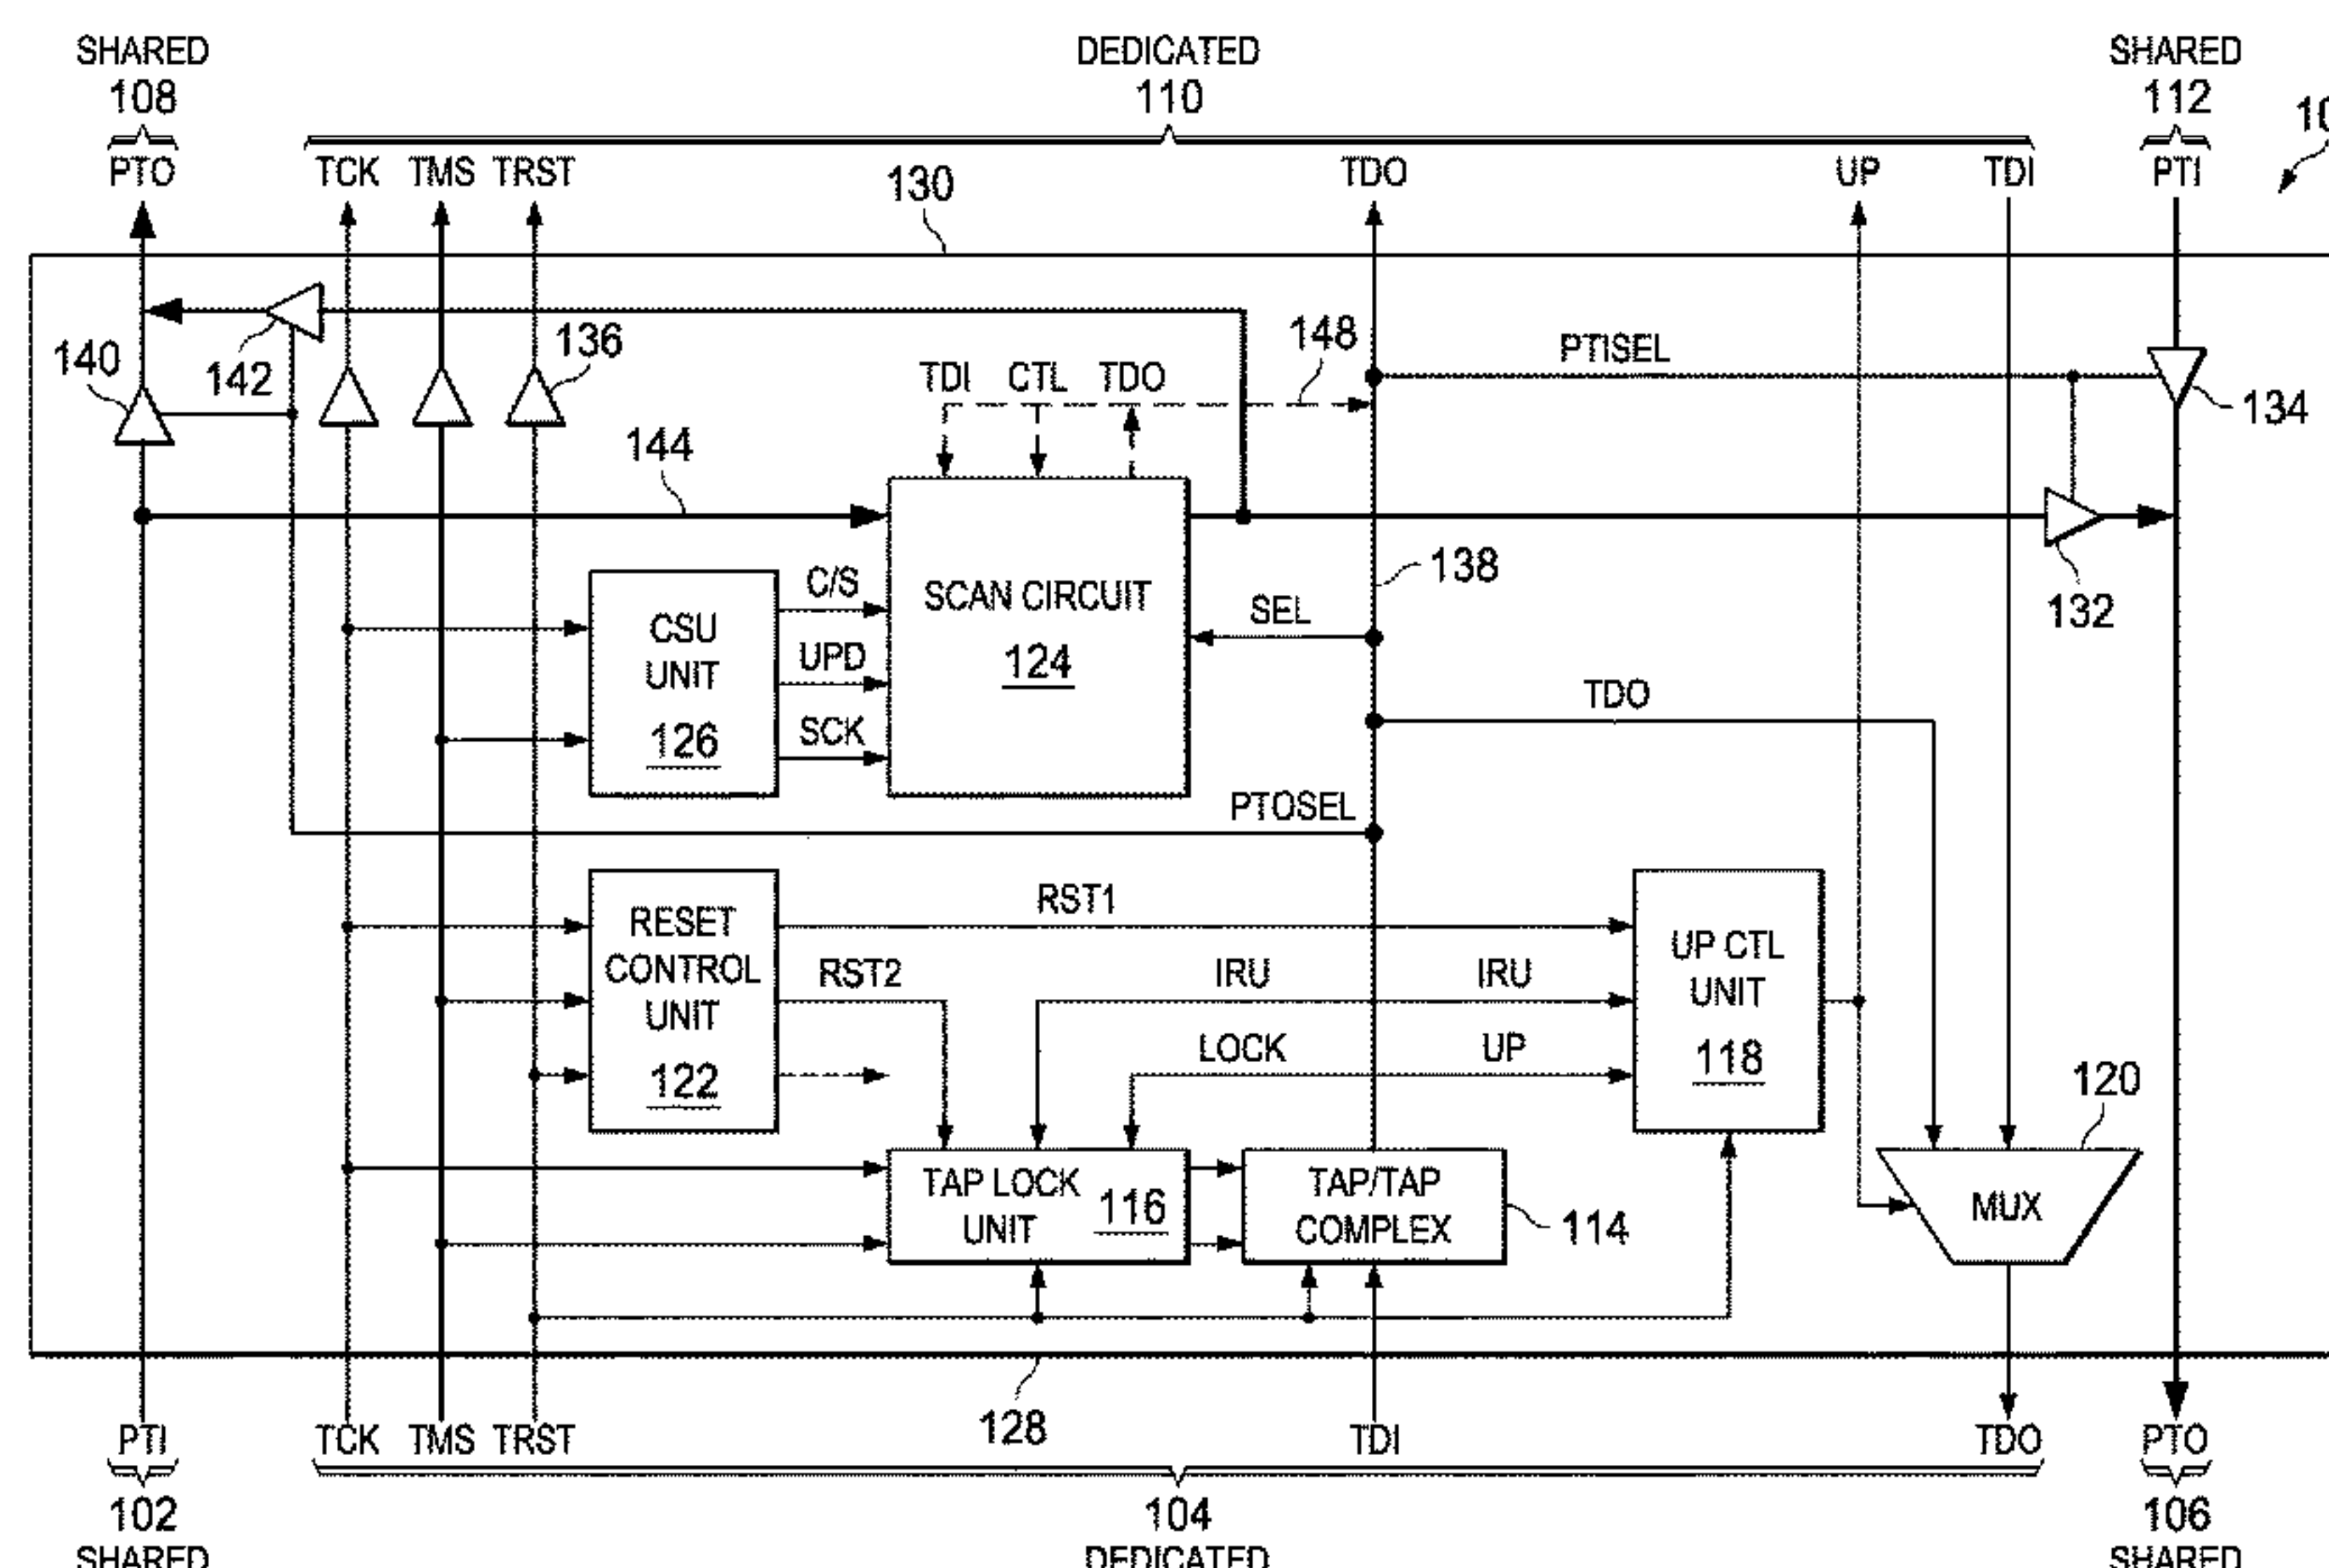 SHARED
DEDICATED
SHARED
108
110
112
PTO
TCK
TMS
TRST
130
TDO
UP
TDI
PTI
140
142
136
148
PTISEL
134
TDI
CTL
TDO
144
138
132
C/S
SCAN CIRCUIT
124
SEL
CSU
UNIT
126
UPD
SCK
TDO
PTOSEL
RESET
CONTROL
UNIT
122
RST1
RST2
IRU
IRU
LOCK
UP
UP CTL
UNIT
118
120
TAP LOCK
UNIT
116
TAP/TAP
COMPLEX
114
MUX
128
PTI
TCK
TMS
TRST
TDI
TDO
PTO
102
104
106
SHARED
DEDICATED
SHARED